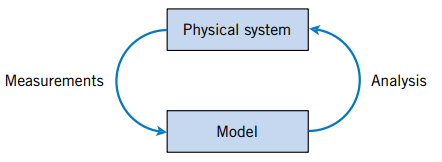 Physical system
Measurements
Analysis
Model